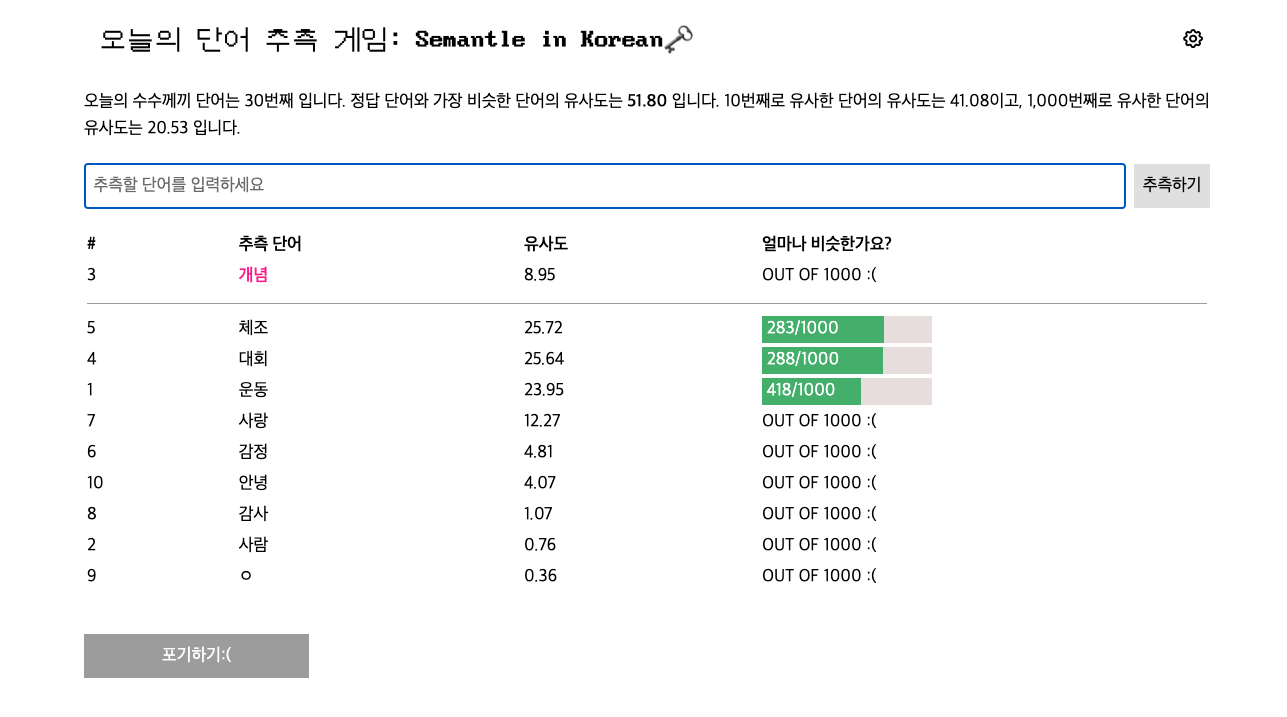 오늘의 단어 추측 게임: Semantle in Korean
오늘의 수수께끼 단어는 30번째 입니다. 정답 단어와 가장 비슷한 단어의 유사도는 51.80 입니다. 10번째로 유사한 단어의 유사도는 41.08이고, 1,000번째로 유사한 단어의
유사도는 20.53 입니다.
추측할 단어를 입력하세요 추측하기
# 추측 단어 유사도 얼마나 비슷한가요?
3 개념 8.95 OUT OF 1000 :(
5 체조 25.72 283/1000
4 대회 25.64 288/1000
1 운동 23.95 418/1000
7 사랑 12.27 OUT OF 1000 :(
6 감정 4.81 OUT OF 1000 :(
10 안녕 4.07 OUT OF 1000 :(
8 감사 1.07 OUT OF 1000 :(
2 사람 0.76 OUT OF 1000 :(
9 ㅇ 0.36 OUT OF 1000 :(
포기하기:(